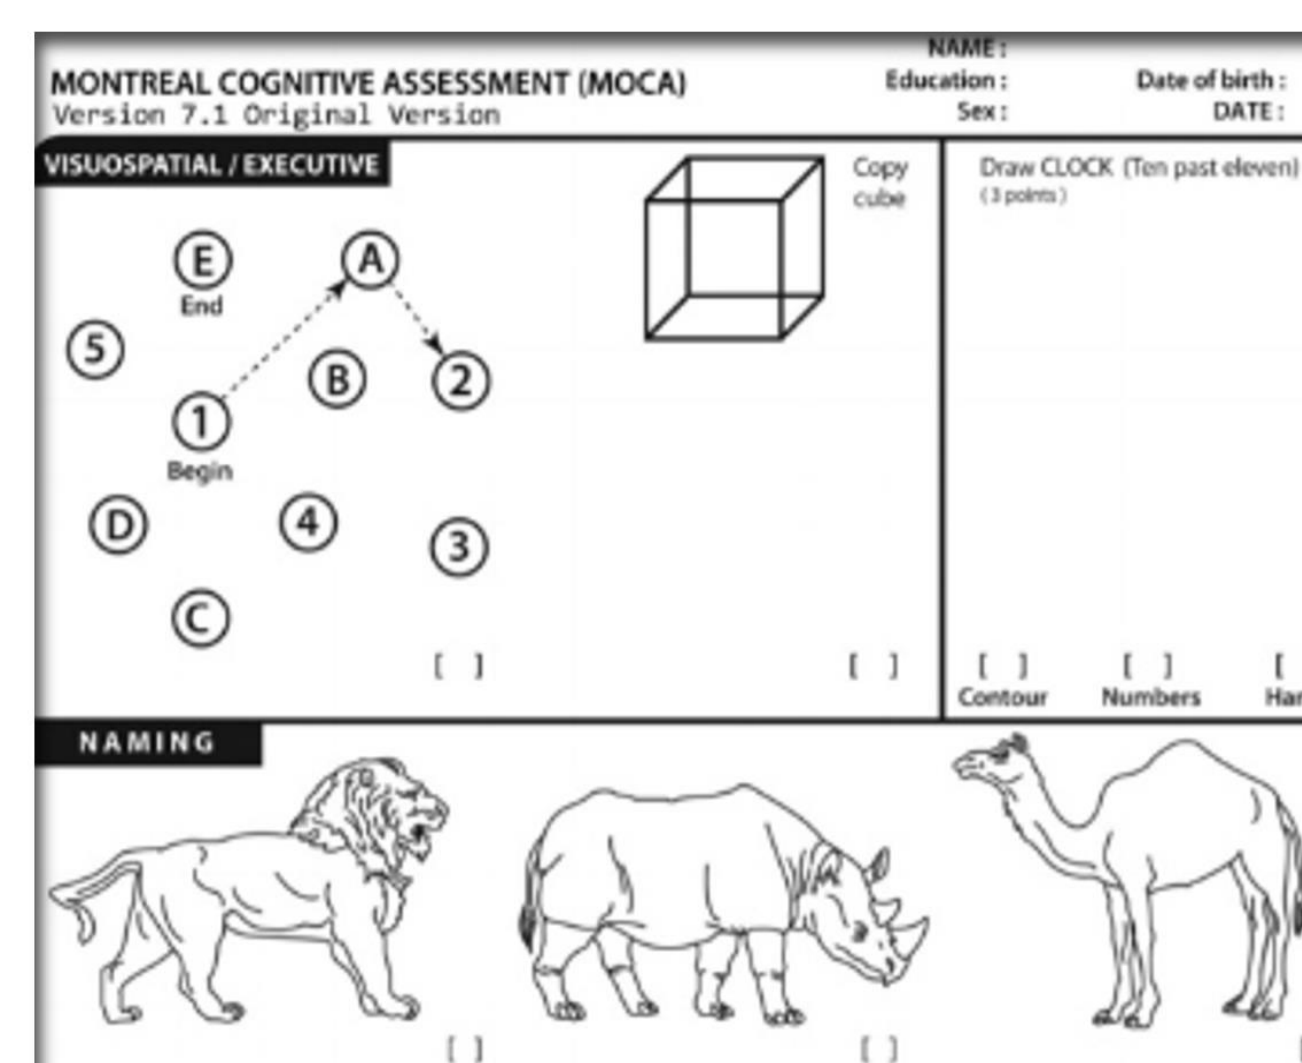 NAME :
MONTREAL COGNITIVE ASSESSMENT (MOCA)
Education :
Date of birth :
Version 7.1 Original Version
Sex :
DATE :
VISUOSPATIAL / EXECUTIVE
Copy
cube
Draw CLOCK (Ten past eleven)
( 3 points )
E
End
A
5
B
2
1
Begin
D
4
3
C
[ ]
[ ]
[ ]
[ ]
[
Contour
Numbers
Han
NAMING
[ ]
[ ]